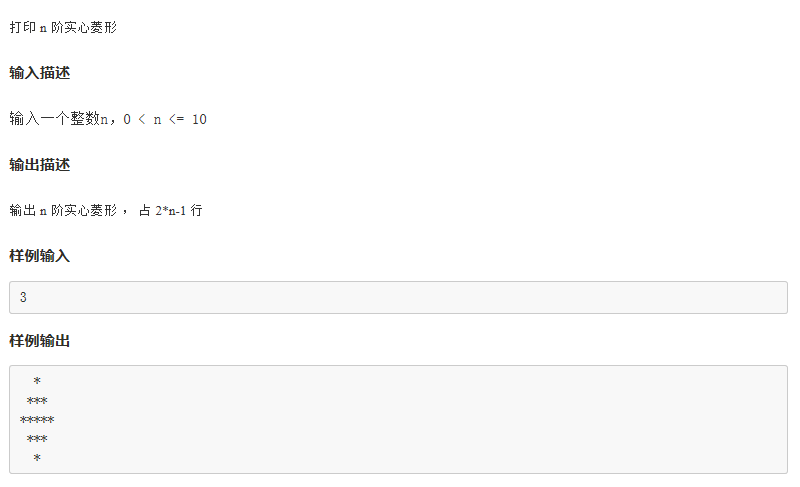 打印 n 阶实心菱形
输入描述
输入一个整数n，0 < n <= 10
输出描述
输出 n 阶实心菱形 ， 占 2*n-1 行
样例输入
3
样例输出
  *
 ***
*****
 ***
  *